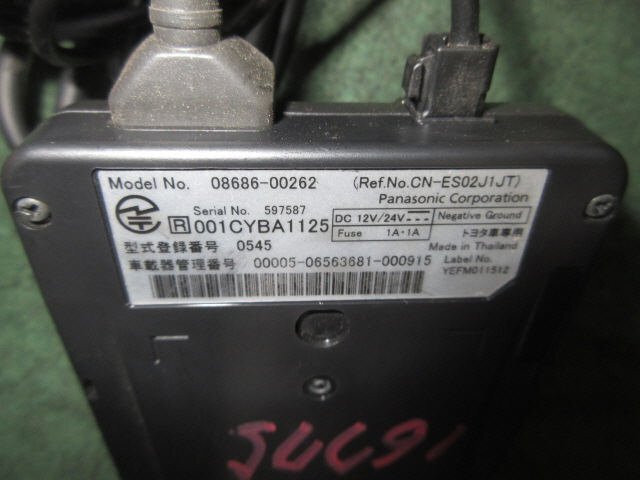 Model No. 08686-00262 (Ref.No.CN-ES02J1JT)
Panasonic Corporation
Serial No. 597587
R 001CYBA1125
DC 12V/24V Negative Ground
Fuse 1A・1A トヨタ車専用
型式登録番号 0545 Made in Thailand
車載器管理番号 00005-06563681-000915 Label No.
YEFM011512